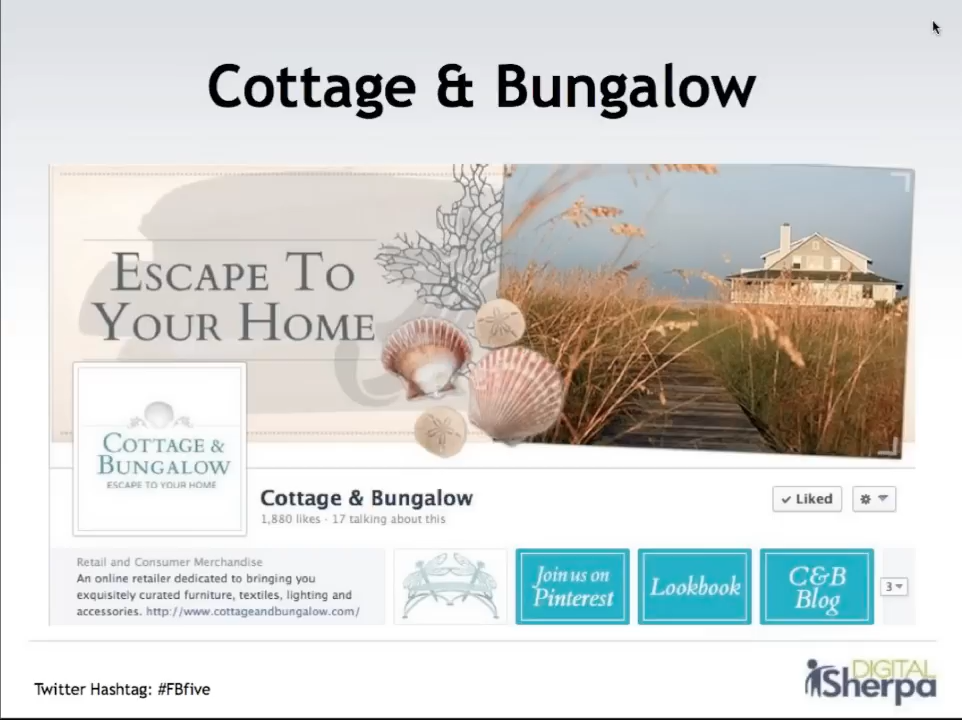 Cottage & Bungalow
ESCAPE TO
YOUR HOME
COTTAGE &
BUNGALOW
ESCAPE TO YOUR HOME
Cottage & Bungalow
1,880 likes · 17 talking about this
✓ Liked
Retail and Consumer Merchandise
An online retailer dedicated to bringing you
exquisitely curated furniture, textiles, lighting and
accessories. http://www.cottageandbungalow.com/
Join us on
Pinterest
Lookbook
C&B
Blog
3
Twitter Hashtag: #FBfive
DIGITAL
Sherpa